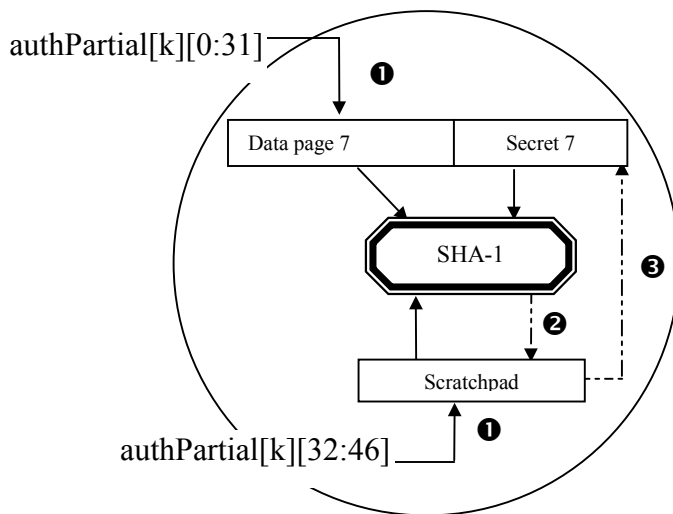 authPartial[k][0:31]
❶
Data page 7 Secret 7
SHA-1
❸
❷
Scratchpad
❶
authPartial[k][32:46]